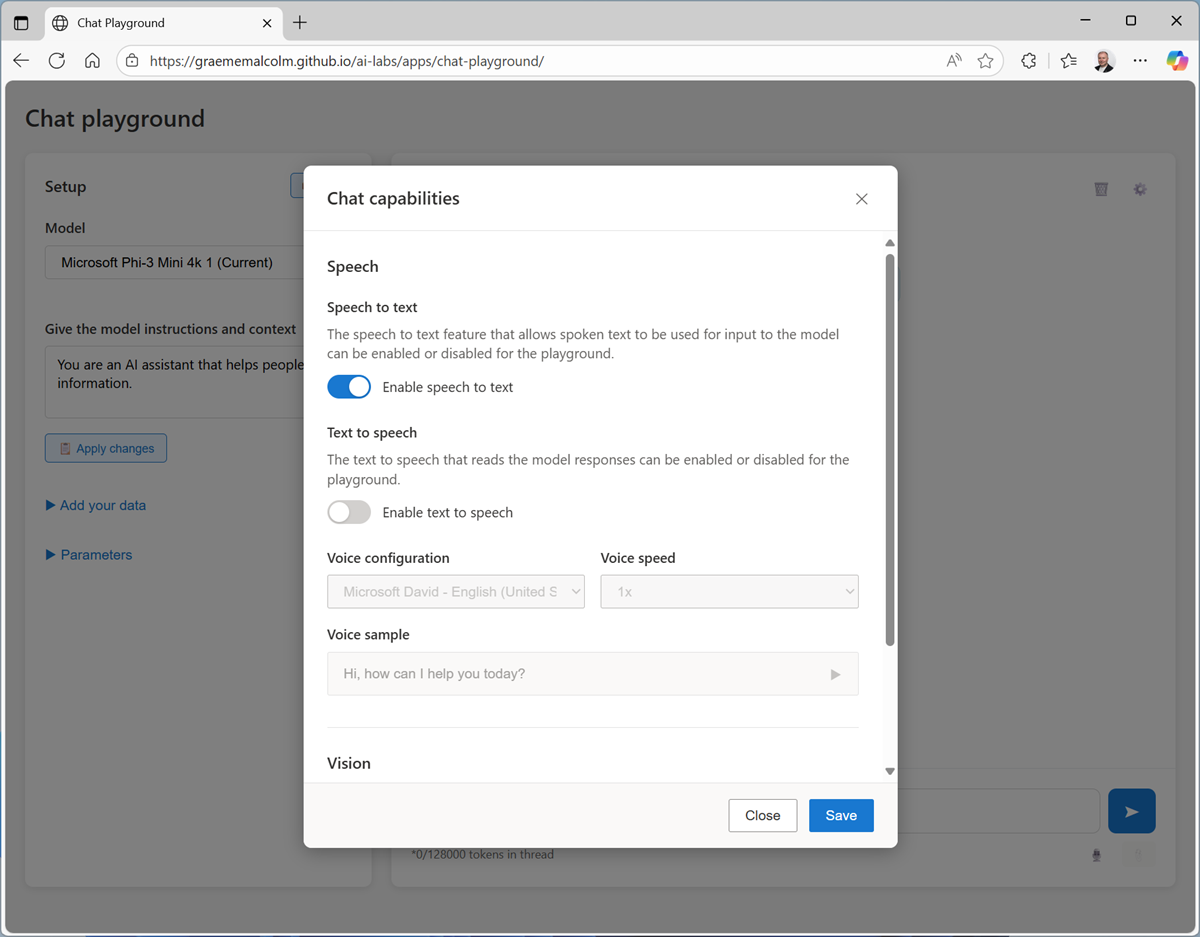 Chat Playground
https://graememalcolm.github.io/ai-labs/apps/chat-playground/
Chat playground
Setup
Model
Microsoft Phi-3 Mini 4k 1 (Current)
Give the model instructions and context
You are an AI assistant that helps people
information.
Apply changes
Add your data
Parameters
Chat capabilities
Speech
Speech to text
The speech to text feature that allows spoken text to be used for input to the model
can be enabled or disabled for the playground.
Enable speech to text
Text to speech
The text to speech that reads the model responses can be enabled or disabled for the
playground.
Enable text to speech
Voice configuration
Voice speed
Microsoft David - English (United S
1x
Voice sample
Hi, how can I help you today?
Vision
Close
Save
*0/128000 tokens in thread